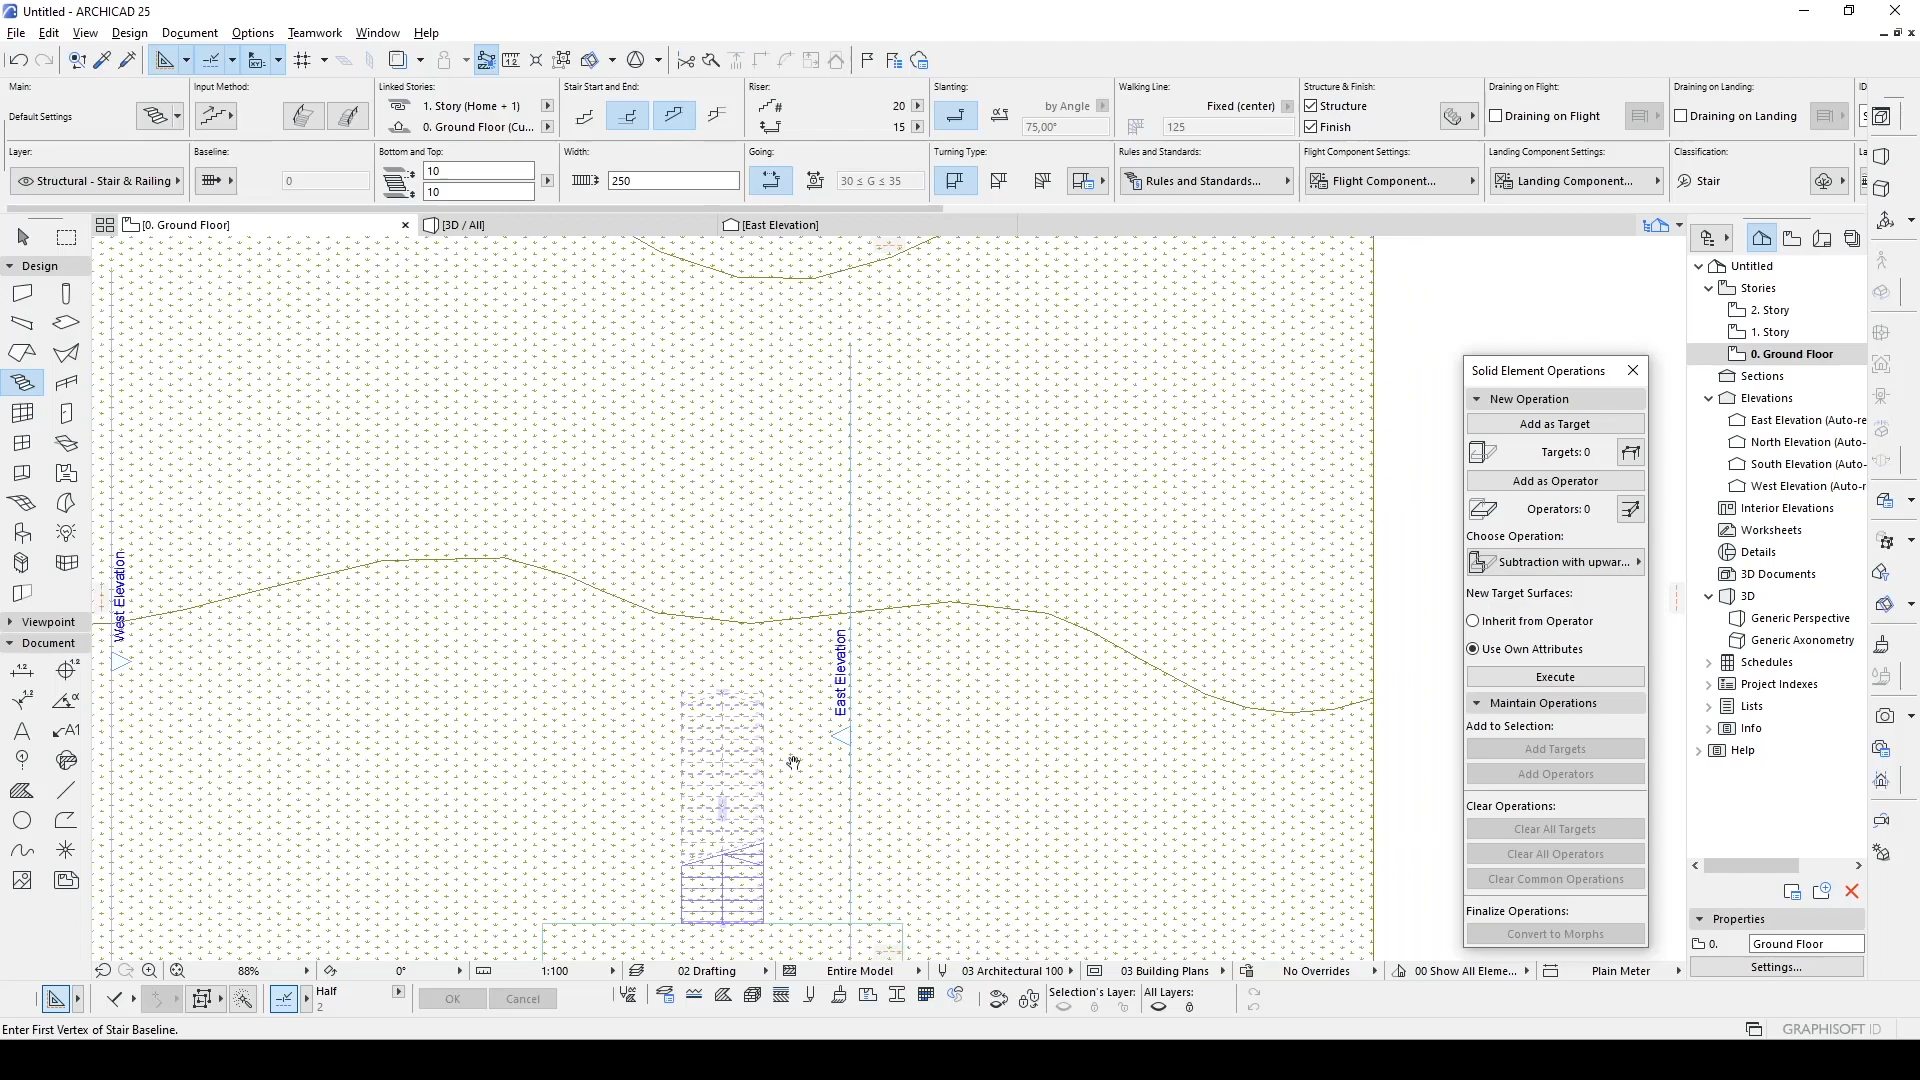 Untitled - ARCHICAD 25
File Edit View Design Document Options Teamwork Window Help
Main: Input Method: Linked Stories: Stair Start and End: Riser: Slanting: Walking Line: Structure & Finish: Draining on Flight: Draining on Landing: ID
Default Settings 1. Story (Home + 1) 20 by Angle Fixed (center) Structure Draining on Flight Draining on Landing S
0. Ground Floor (Cu... 15 75,00° 125 Finish
Layer: Baseline: Bottom and Top: Width: Going: Turning Type: Rules and Standards: Flight Component Settings: Landing Component Settings: Classification: La
Structural - Stair & Railing 0 10 10 250 30 ≤ G ≤ 35 Rules and Standards... Flight Component... Landing Component... Stair
[0. Ground Floor] [3D / All] [East Elevation]
Design
Viewpoint
Document
West Elevation
East Elevation
Solid Element Operations
New Operation
Add as Target
Targets: 0
Add as Operator
Operators: 0
Choose Operation:
Subtraction with upwar...
New Target Surfaces:
Inherit from Operator
Use Own Attributes
Execute
Maintain Operations
Add to Selection:
Add Targets
Add Operators
Clear Operations:
Clear All Targets
Clear All Operators
Clear Common Operations
Finalize Operations:
Convert to Morphs
Untitled
Stories
2. Story
1. Story
0. Ground Floor
Sections
Elevations
East Elevation (Auto-re
North Elevation (Auto-
South Elevation (Auto-
West Elevation (Auto-r
Interior Elevations
Worksheets
Details
3D Documents
3D
Generic Perspective
Generic Axonometry
Schedules
Project Indexes
Lists
Info
Help
Properties
0. Ground Floor
Settings...
88% 0° 1:100 02 Drafting Entire Model 03 Architectural 100 03 Building Plans No Overrides 00 Show All Eleme... Plain Meter
Half
2
OK Cancel
Selection's Layer: All Layers:
Enter First Vertex of Stair Baseline.
GRAPHISOFT ID